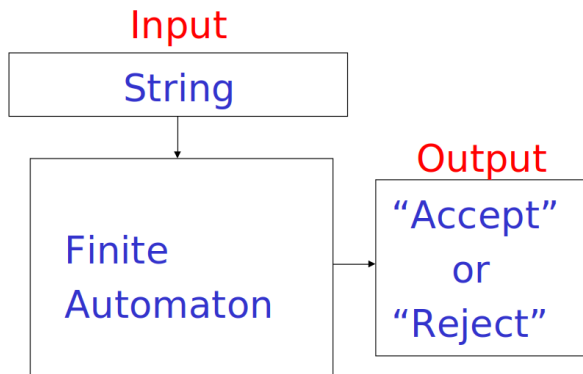 Input
String
Finite
Automaton
Output
“Accept”
or
“Reject”